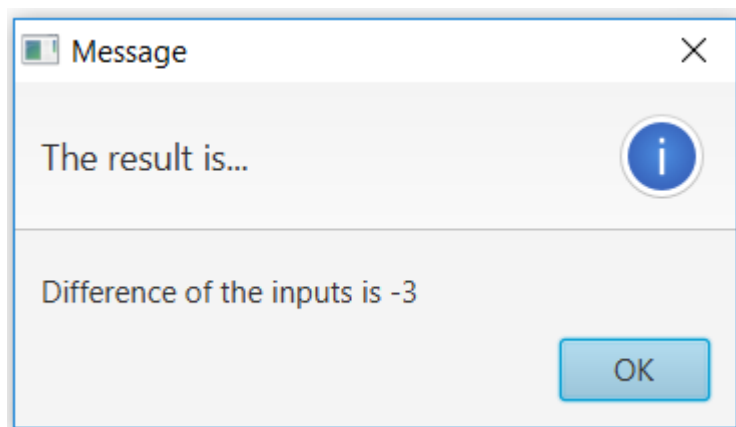 Message
The result is...
Difference of the inputs is -3
OK